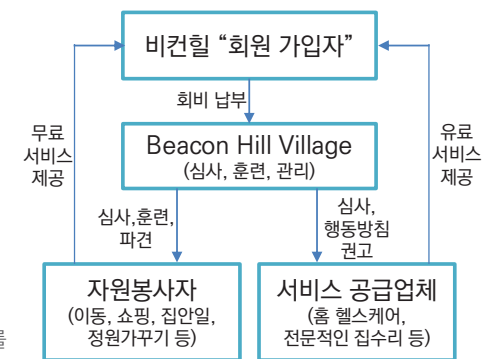 비컨힐 “회원 가입자”
회비 납부
무료
서비스
제공
유료
서비스
제공
Beacon Hill Village
(심사, 훈련, 관리)
심사,훈련,
파견
심사,
행동방침
권고
자원봉사자
(이동, 쇼핑, 집안일,
정원가꾸기 등)
서비스 공급업체
(홈 헬스케어,
전문적인 집수리 등)
를